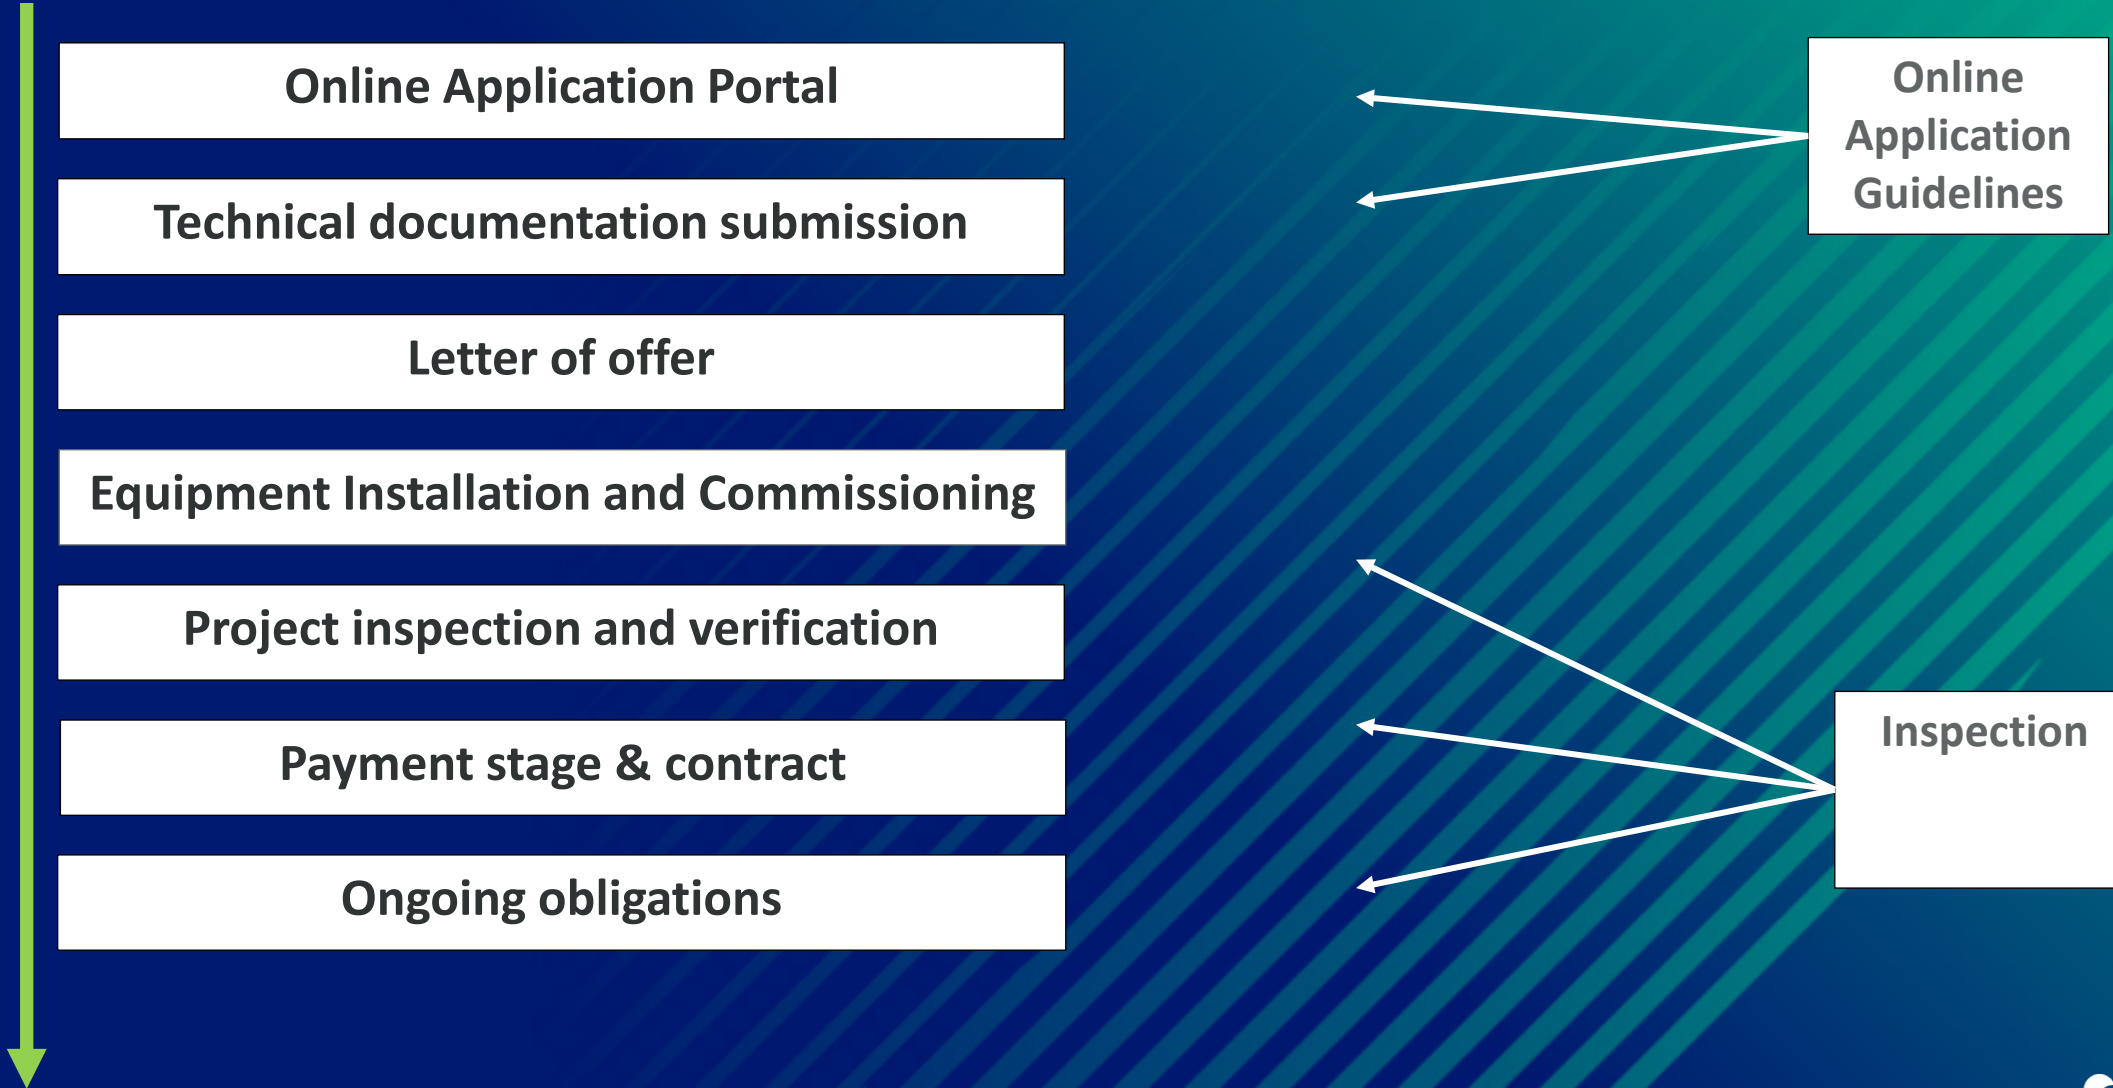 Online Application Portal
Technical documentation submission
Letter of offer
Equipment Installation and Commissioning
Project inspection and verification
Payment stage & contract
Ongoing obligations
Online
Application
Guidelines
Inspection